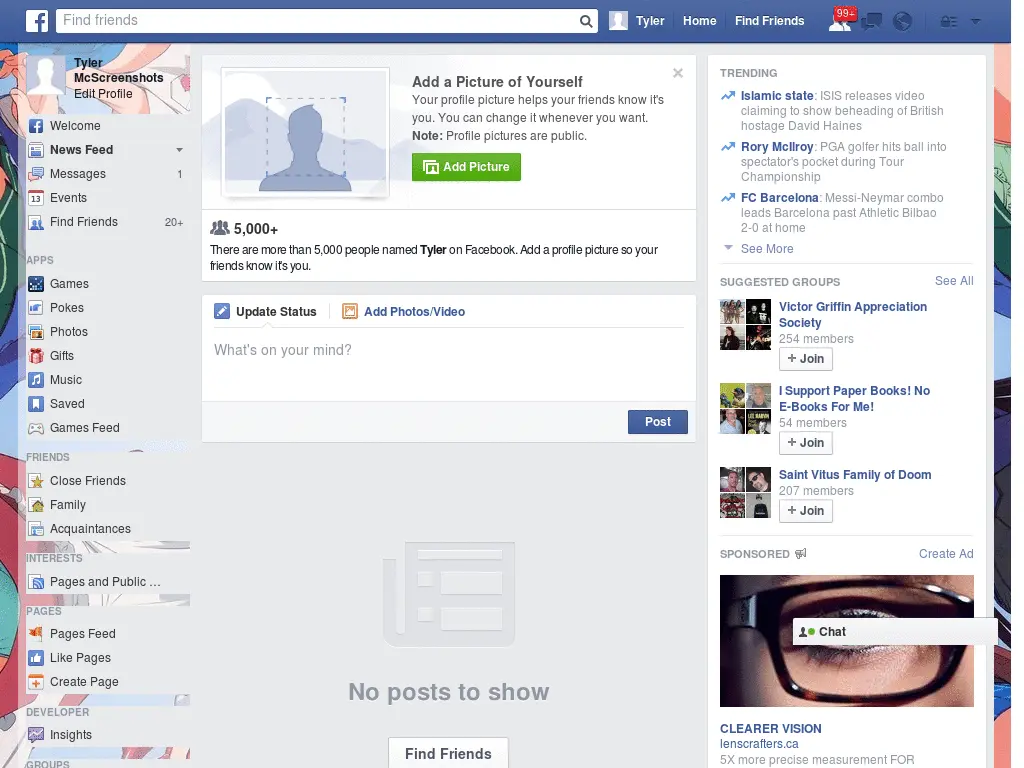 Find friends
Tyler
Home
Find Friends
99+
Tyler
McScreenshots
Edit Profile
Welcome
News Feed
Messages 1
13 Events
Find Friends 20+
APPS
Games
Pokes
Photos
Gifts
Music
Saved
Games Feed
FRIENDS
Close Friends
Family
Acquaintances
INTERESTS
Pages and Public ...
PAGES
Pages Feed
Like Pages
Create Page
DEVELOPER
Insights
GROUPS
Add a Picture of Yourself
Your profile picture helps your friends know it's
you. You can change it whenever you want.
Note: Profile pictures are public.
Add Picture
5,000+
There are more than 5,000 people named Tyler on Facebook. Add a profile picture so your
friends know it's you.
Update Status
Add Photos/Video
What's on your mind?
Post
No posts to show
Find Friends
TRENDING
Islamic state: ISIS releases video
claiming to show beheading of British
hostage David Haines
Rory McIlroy: PGA golfer hits ball into
spectator's pocket during Tour
Championship
FC Barcelona: Messi-Neymar combo
leads Barcelona past Athletic Bilbao
2-0 at home
See More
SUGGESTED GROUPS See All
Victor Griffin Appreciation
Society
254 members
+ Join
I Support Paper Books! No
E-Books For Me!
54 members
+ Join
Saint Vitus Family of Doom
207 members
+ Join
SPONSORED Create Ad
Chat
CLEARER VISION
lenscrafters.ca
5X more precise measurement FOR